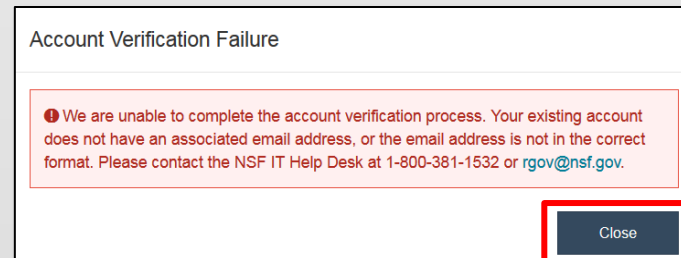 Account Verification Failure
We are unable to complete the account verification process. Your existing account
does not have an associated email address, or the email address is not in the correct
format. Please contact the NSF IT Help Desk at 1-800-381-1532 or rgov@nsf.gov.
Close